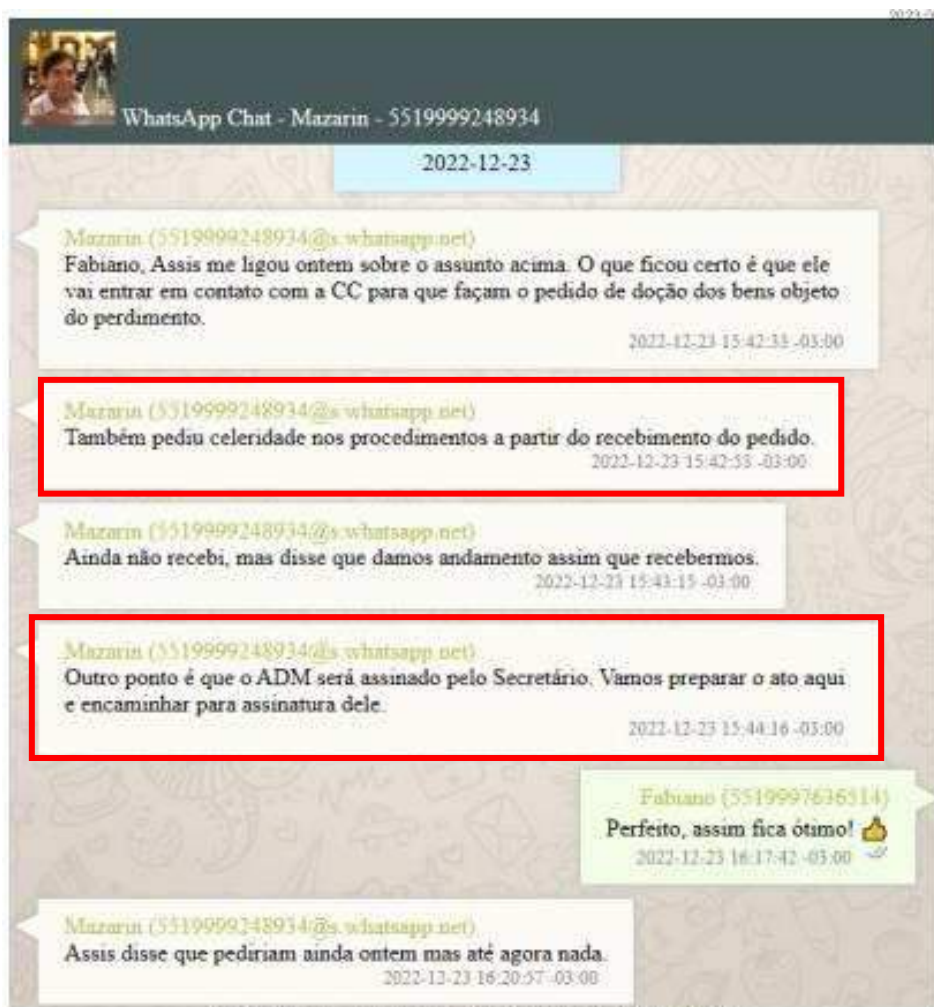 WhatsApp Chat - Mazarin - 5519999248934
2022-12-23
Mazarin (5519999248934@s.whatsapp.net)
Fabiano, Assis me ligou ontem sobre o assunto acima. O que ficou certo é que ele
vai entrar em contato com a CC para que façam o pedido de doção dos bens objeto
do perdimento.
2022-12-23 15:42:33 -03:00
Mazarin (5519999248934@s.whatsapp.net)
Também pediu celeridade nos procedimentos a partir do recebimento do pedido.
2022-12-23 15:42:53 -03:00
Mazarin (5519999248934@s.whatsapp.net)
Ainda não recebi, mas disse que damos andamento assim que recebermos.
2022-12-23 15:43:15 -03:00
Mazarin (5519999248934@s.whatsapp.net)
Outro ponto é que o ADM será assinado pelo Secretário. Vamos preparar o ato aqui
e encaminhar para assinatura dele.
2022-12-23 15:44:16 -03:00
Fabiano (5519997636514)
Perfeito, assim fica ótimo! 👍
2022-12-23 16:17:42 -03:00
Mazarin (5519999248934@s.whatsapp.net)
Assis disse que pediriam ainda ontem mas até agora nada.
2022-12-23 16:20:57 -03:00